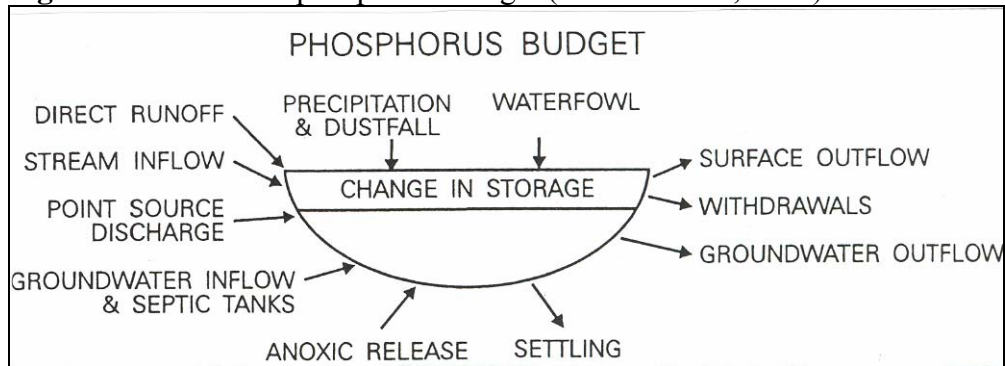 PHOSPHORUS BUDGET
DIRECT RUNOFF
PRECIPITATION
& DUSTFALL
WATERFOWL
STREAM INFLOW
SURFACE OUTFLOW
CHANGE IN STORAGE
POINT SOURCE
DISCHARGE
WITHDRAWALS
GROUNDWATER OUTFLOW
GROUNDWATER INFLOW
& SEPTIC TANKS
ANOXIC RELEASE
SETTLING